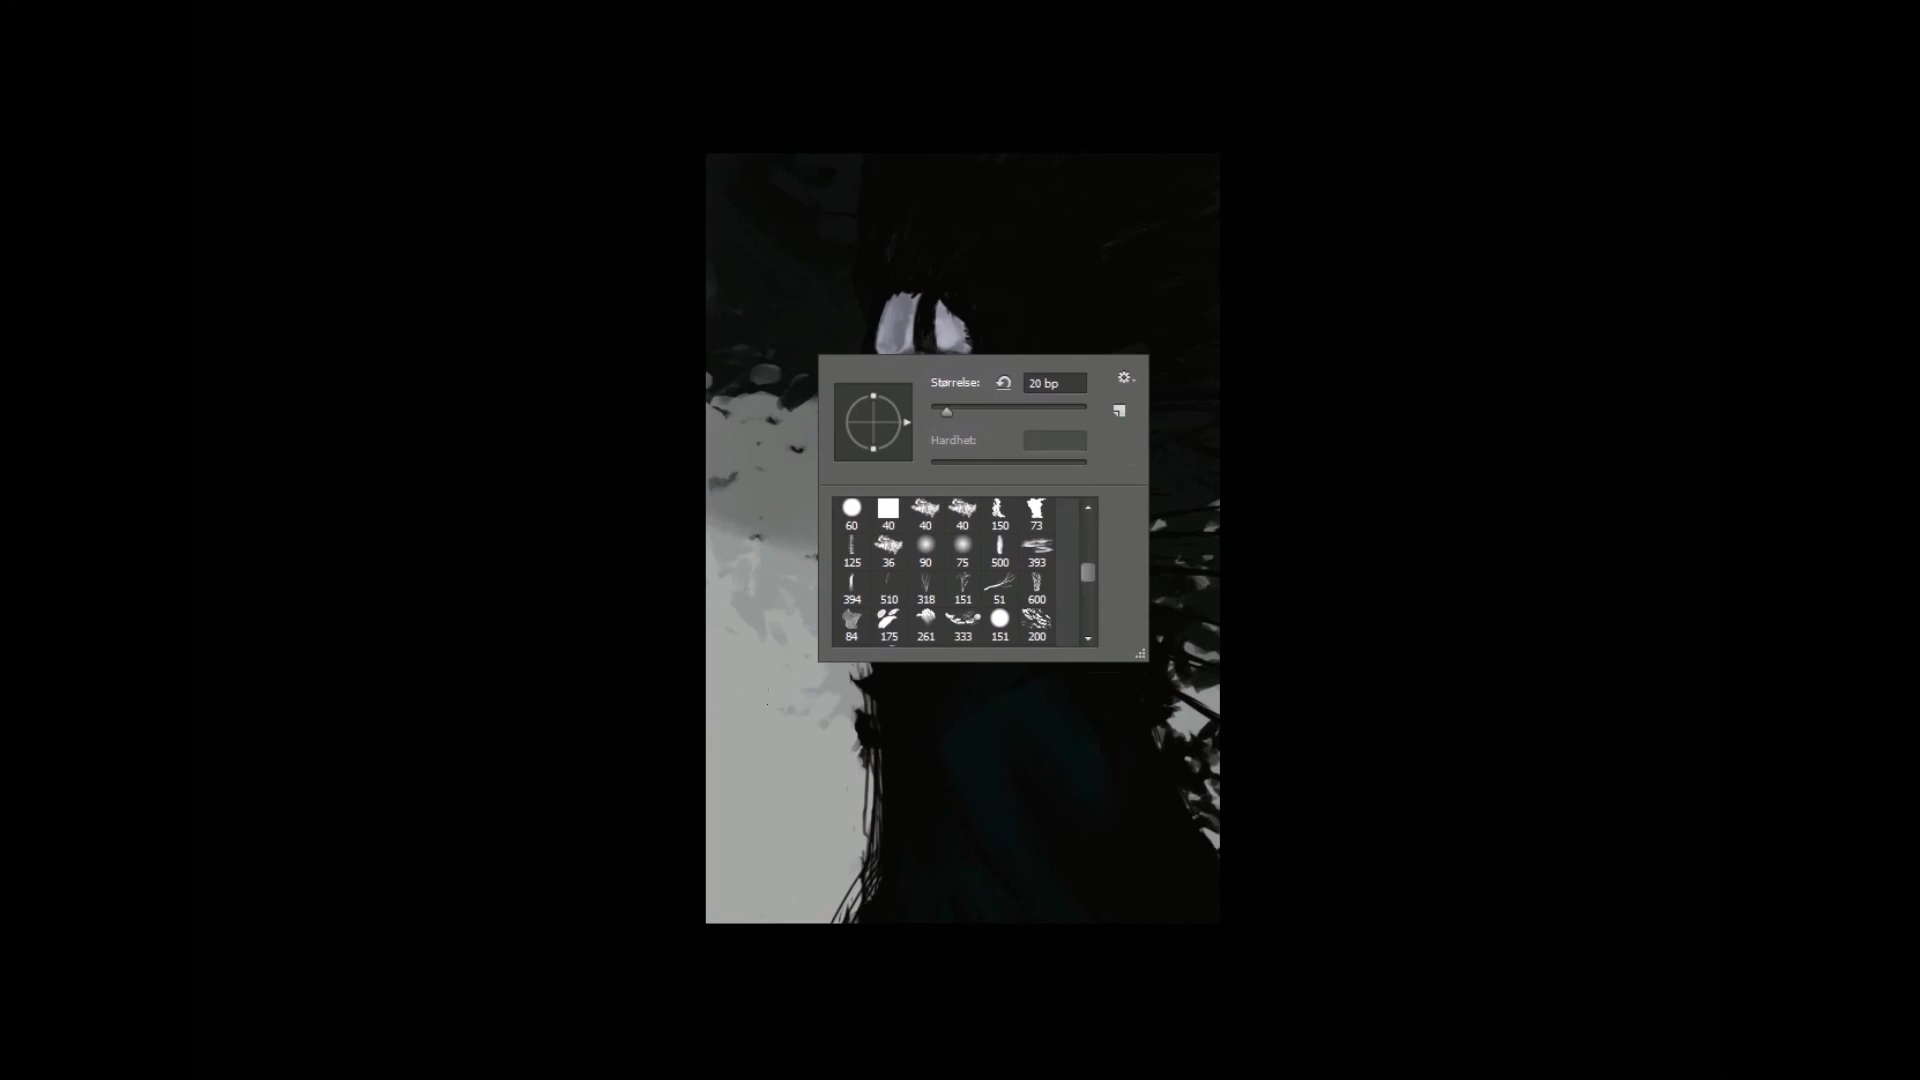 Størrelse: 20 bp
Hardhet:
60 40 40 40 150 73
125 36 90 75 500 393
394 510 318 151 51 600
84 175 261 333 151 200